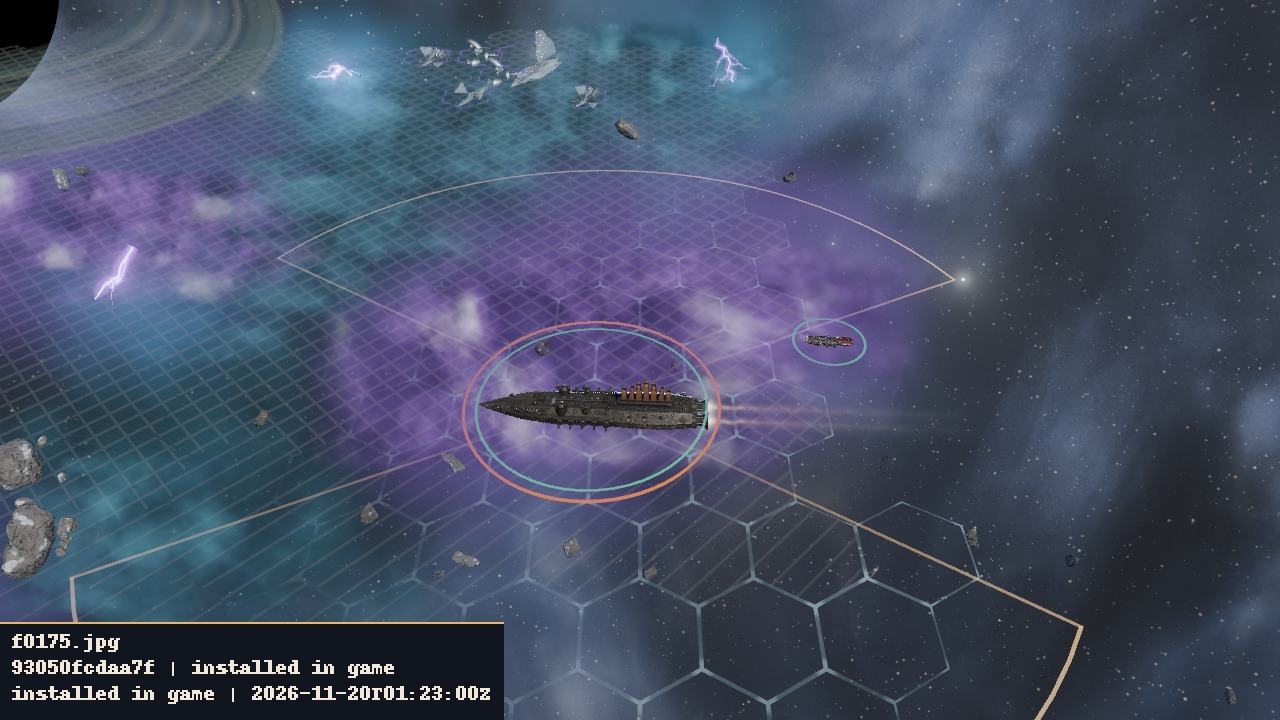 f0175.jpg
93050fcdaa7f | installed in game
installed in game | 2026-11-20T01:23:00Z